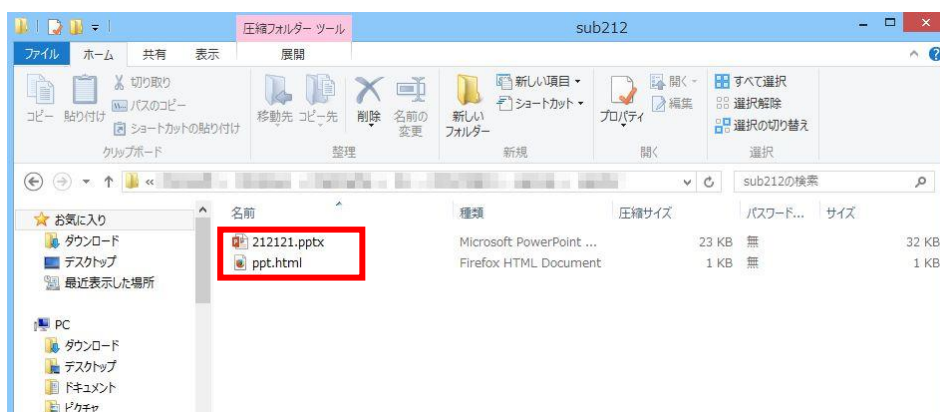 圧縮フォルダー ツール
sub212
ファイル ホーム 共有 表示 展開
コピー
貼り付け
切り取り
パスのコピー
ショートカットの貼り付け
クリップボード
移動先 コピー先 削除 名前の
変更
整理
新しい
フォルダー
新しい項目
ショートカット
新規
プロパティ
開く
編集
開く
すべて選択
選択解除
選択の切り替え
選択
« sub212の検索
お気に入り
ダウンロード
デスクトップ
最近表示した場所
PC
ダウンロード
デスクトップ
ドキュメント
ピクチャ
名前 種類 圧縮サイズ パスワード... サイズ
212121.pptx Microsoft PowerPoint ... 23 KB 無 32 KB
ppt.html Firefox HTML Document 1 KB 無 1 KB